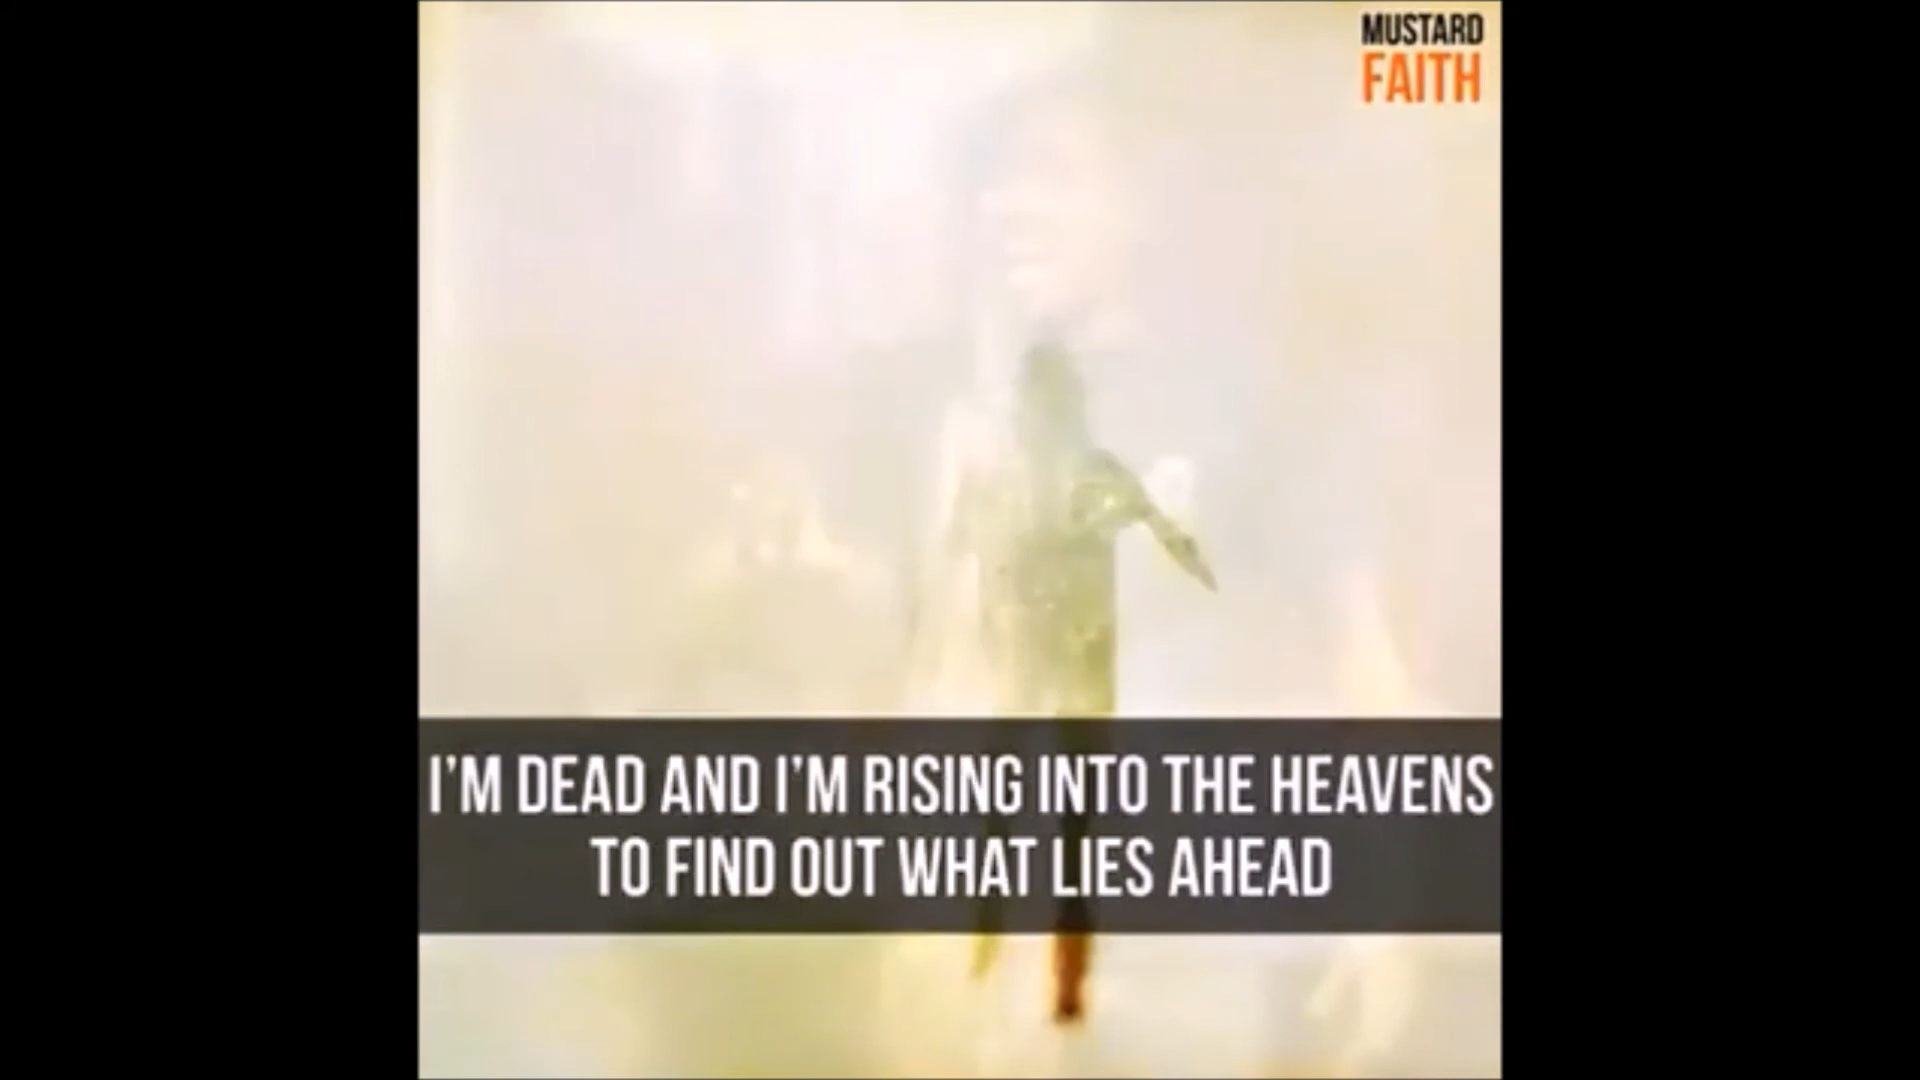 MUSTARD
FAITH
I'M DEAD AND I'M RISING INTO THE HEAVENS
TO FIND OUT WHAT LIES AHEAD